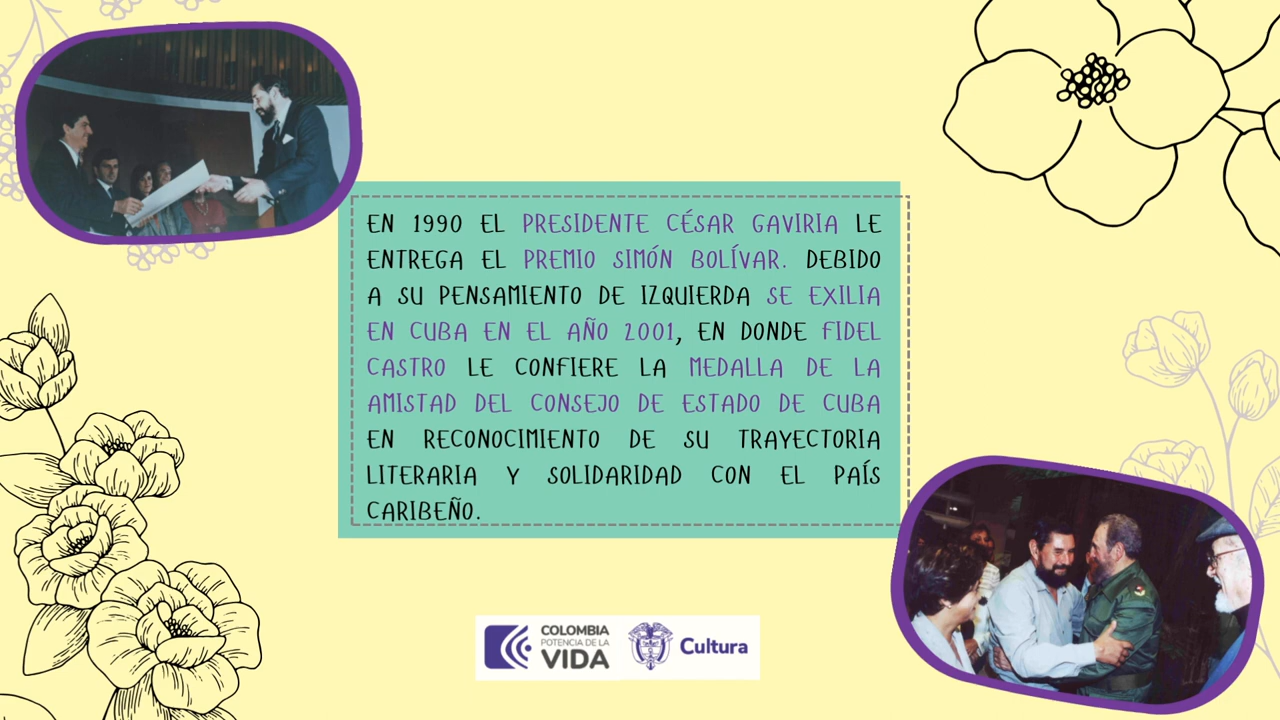 EN 1990 EL PRESIDENTE CÉSAR GAVIRIA LE
ENTREGA EL PREMIO SIMÓN BOLÍVAR. DEBIDO
A SU PENSAMIENTO DE IZQUIERDA SE EXILIA
EN CUBA EN EL AÑO 2001, EN DONDE FIDEL
CASTRO LE CONFIERE LA MEDALLA DE LA
AMISTAD DEL CONSEJO DE ESTADO DE CUBA
EN RECONOCIMIENTO DE SU TRAYECTORIA
LITERARIA Y SOLIDARIDAD CON EL PAÍS
CARIBEÑO.
COLOMBIA
POTENCIA DE LA
VIDA
Cultura